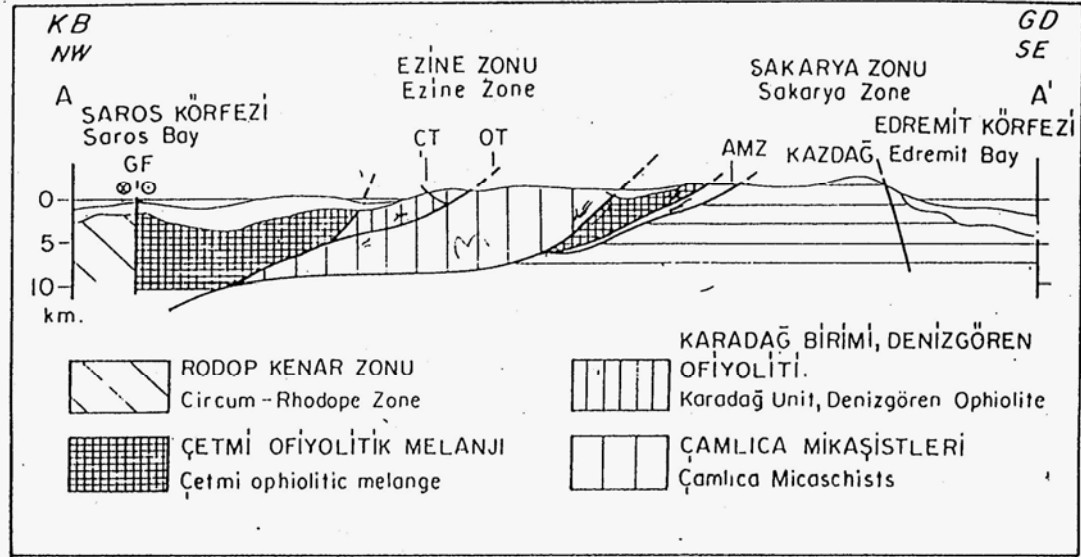 KB
NW
GD
SE
A
SAROS KÖRFEZİ
Saros Bay
GF
EZİNE ZONU
Ezine Zone
ÇT
OT
SAKARYA ZONU
Sakarya Zone
AMZ
A'
EDREMİT KÖRFEZİ
KAZDAĞ Edremit Bay
0
5
10
km.
RODOP KENAR ZONU
Circum-Rhodope Zone
ÇETMİ OFİYOLİTİK MELANJI
Çetmi ophiolitic melange
KARADAĞ BİRİMİ, DENİZGÖREN
OFİYOLİTİ.
Karadağ Unit, Denizgören Ophiolite
ÇAMLICA MİKAŞİSTLERİ
Çamlıca Micaschists